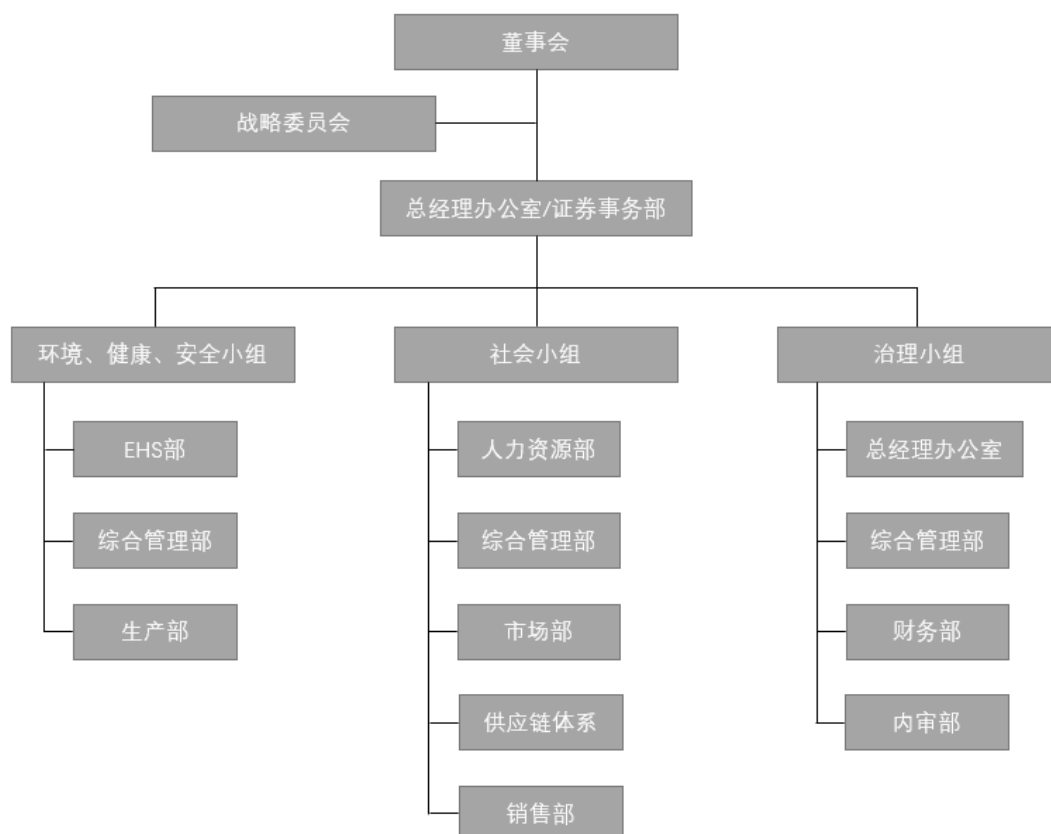 董事会
战略委员会
总经理办公室/证券事务部
环境、健康、安全小组
社会小组
治理小组
EHS部
人力资源部
总经理办公室
综合管理部
综合管理部
综合管理部
生产部
市场部
财务部
供应链体系
内审部
销售部